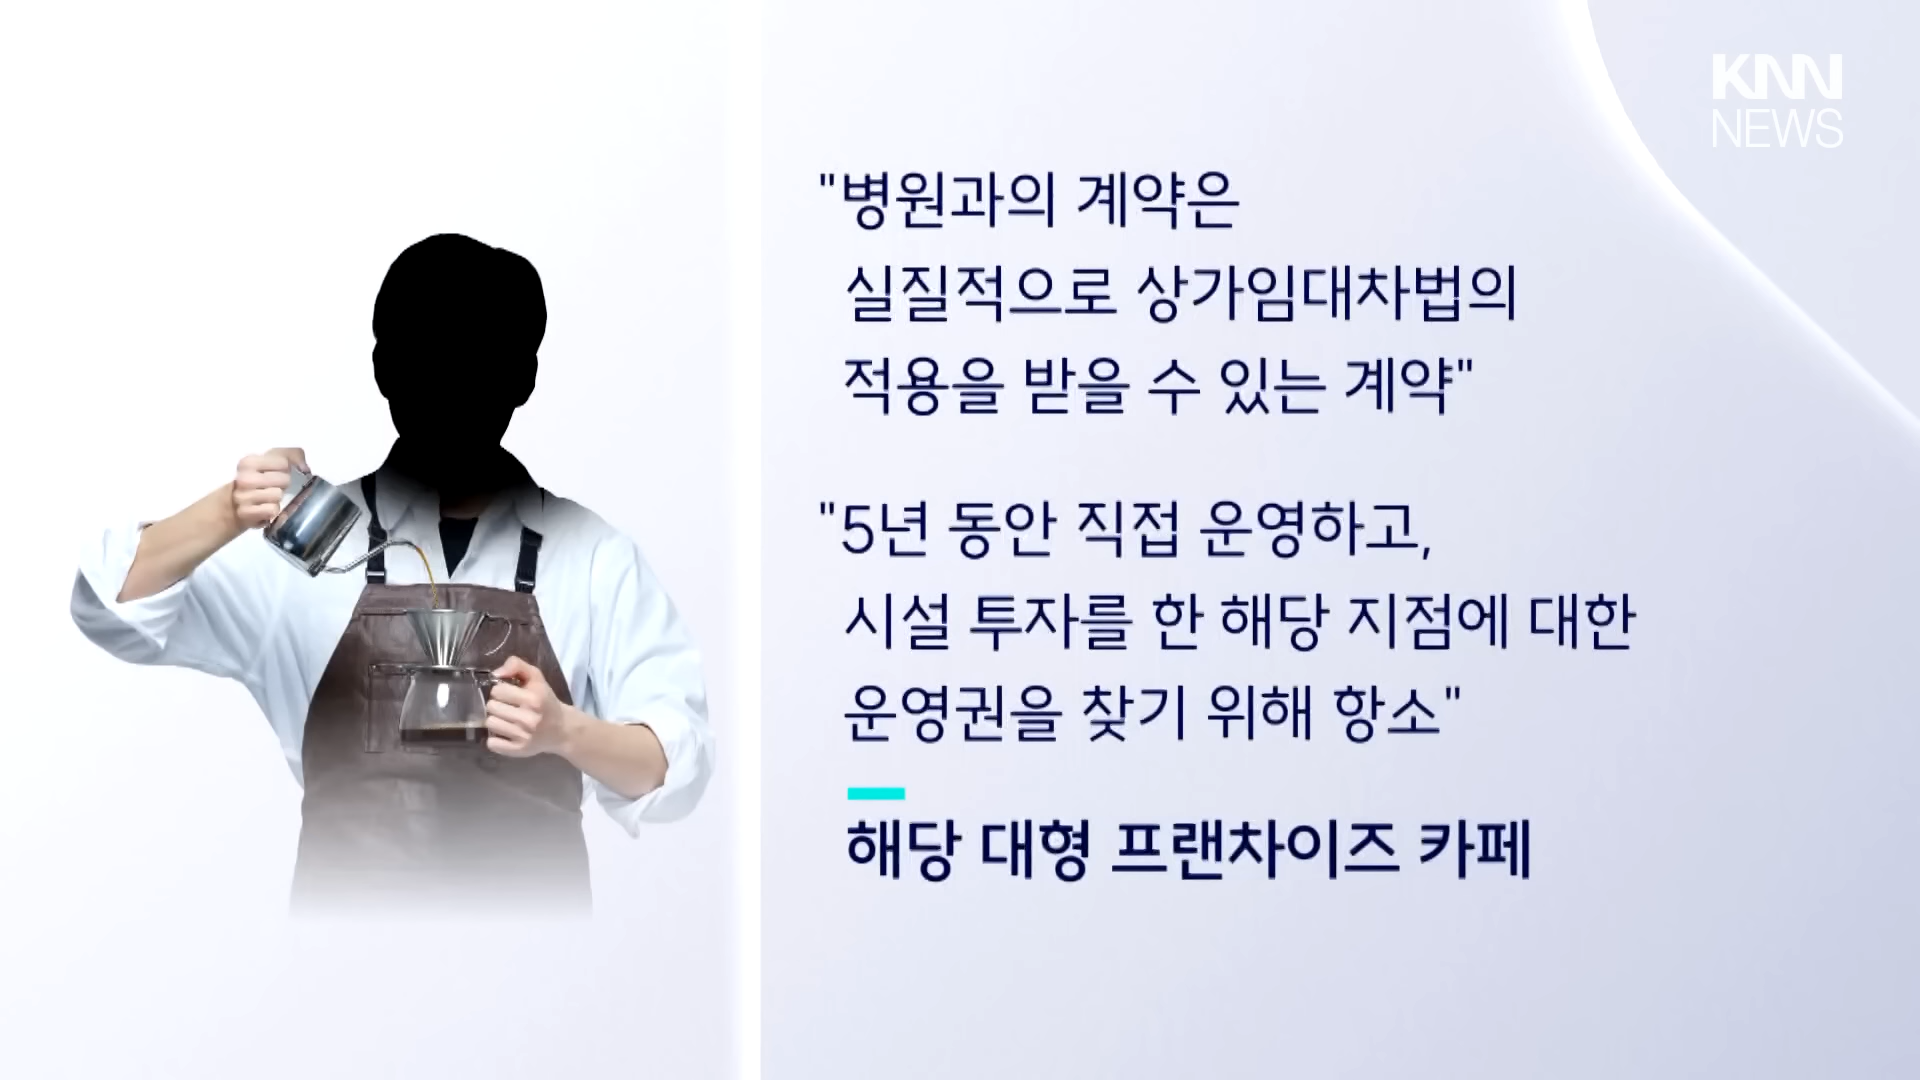 KNN
NEWS
"병원과의 계약은
실질적으로 상가임대차법의
적용을 받을 수 있는 계약"
"5년 동안 직접 운영하고,
시설 투자를 한 해당 지점에 대한
운영권을 찾기 위해 항소"
해당 대형 프랜차이즈 카페